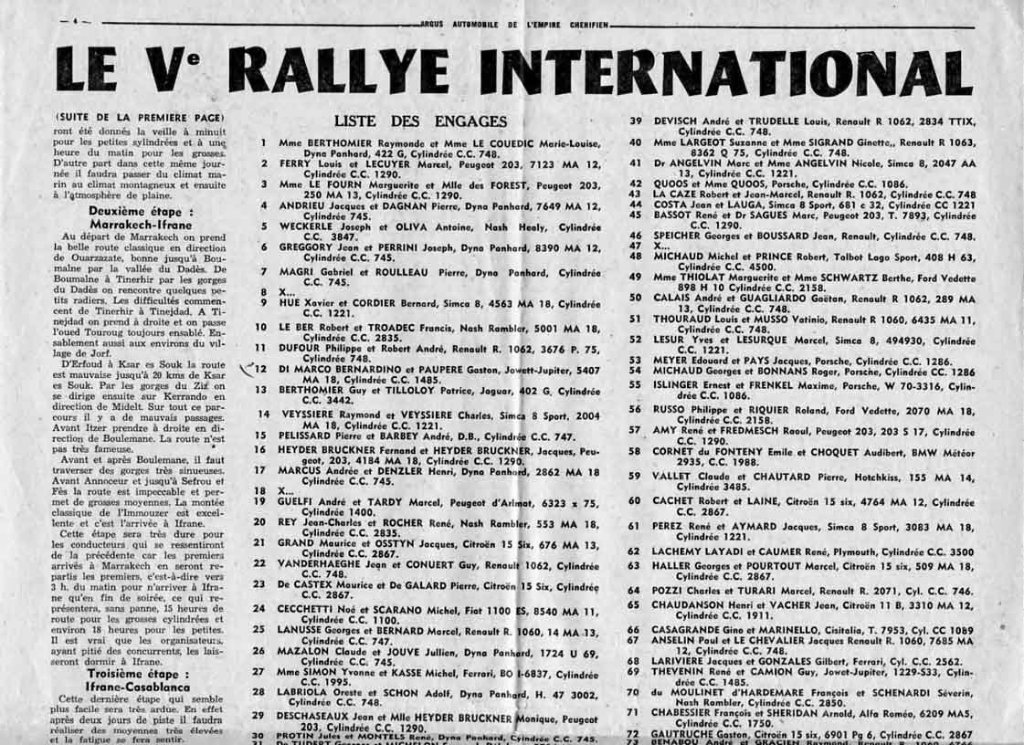 — 4 —
ARGUS AUTOMOBILE DE L'EMPIRE CHERIFIEN
LE Vᵉ RALLYE INTERNATIONAL
(SUITE DE LA PREMIERE PAGE)
ront été donnés la veille à minuit
pour les petites cylindrées et à une
heure du matin pour les grosses.
D'autre part dans cette même jour-
née il faudra passer du climat ma-
rin au climat montagneux et ensuite
à l'atmosphère de plaine.
Deuxième étape :
Marrakech-Ifrane
Au départ de Marrakech on prend
la belle route classique en direction
de Ouarzazate, bonne jusqu'à Bou-
malne par la vallée du Dadès. De
Boumalne à Tinerhir par les gorges
du Dadès on rencontre quelques pe-
tits radiers. Les difficultés commen-
cent de Tinerhir à Tinejdad. A Ti-
nejdad on prend à droite et on passe
l'oued Touroug toujours ensablé. En-
sablement aussi aux environs du vil-
lage de Jorf.
D'Erfoud à Ksar es Souk la route
est mauvaise jusqu'à 20 kms de Ksar
es Souk. Par les gorges du Ziz on
se dirige ensuite sur Kerrando en
direction de Midelt. Sur tout ce par-
cours il y a de mauvais passages.
Avant Itzer prendre à droite en di-
rection de Boulemane. La route n'est
pas très fameuse.
Avant et après Boulemane, il faut
traverser des gorges très sinueuses.
Avant Annoceur et jusqu'à Sefrou et
Fès la route est impeccable et per-
met de grosses moyennes. La montée
classique de l'Immouzer est excel-
lente et c'est l'arrivée à Ifrane.
Cette étape sera très dure pour
les conducteurs qui se ressentiront
de la précédente car les premiers
arrivés à Marrakech en seront re-
partis les premiers, c'est-à-dire vers
3 h. du matin pour n'arriver à Ifra-
ne qu'en fin de soirée, ce qui re-
présentera, sans panne, 15 heures de
route pour les grosses cylindrées et
environ 18 heures pour les petites.
Il est vrai que les organisateurs,
ayant pitié des concurrents, les lais-
seront dormir à Ifrane.
Troisième étape :
Ifrane-Casablanca
Cette dernière étape qui semble
plus facile sera très ardue. En effet
après deux jours de piste il faudra
réaliser des moyennes très élevées
et la fatigue se fera sentir.
LISTE DES ENGAGES
1 Mme BERTHOMIER Raymonde et Mme LE COUEDIC Marie-Louise,
Dyna Panhard, 422 G, Cylindrée C.C. 748.
2 FERRY Louis et LECUYER Marcel, Peugeot 203, 7123 MA 12,
Cylindrée C.C. 1290.
3 Mme LE FOURN Marguerite et Mlle des FOREST, Peugeot 203,
250 MA 13, Cylindrée C.C. 1290.
4 ANDRIEU Jacques et DAGNAN Pierre, Dyna Panhard, 7649 MA 12,
Cylindrée 745.
5 WECKERLE Joseph et OLIVA Antoine, Nash Healy, Cylindrée
C.C. 3847.
6 GREGGORY Jean et PERRINI Joseph, Dyna Panhard, 8390 MA 12,
Cylindrée C.C. 745.
7 MAGRI Gabriel et ROULLEAU Pierre, Dyna Panhard, Cylindrée
C.C. 745.
8 X...
9 HUE Xavier et CORDIER Bernard, Simca 8, 4563 MA 18, Cylindrée
C.C. 1221.
10 LE BER Robert et TROADEC Francis, Nash Rambler, 5001 MA 18,
Cylindrée C.C. 2835.
11 DUFOUR Philippe et Robert André, Renault R. 1062, 3676 P. 75,
Cylindrée 748.
12 DI MARCO BERNARDINO et PAUPERE Gaston, Jowett-Jupiter, 5407
MA 18, Cylindrée C.C. 1485.
13 BERTHOMIER Guy et TILLOLOY Patrice, Jaguar, 402 G, Cylindrée
C.C. 3442.
14 VEYSSIERE Raymond et VEYSSIERE Charles, Simca 8 Sport, 2004
MA 18, Cylindrée C.C. 1221.
15 PELISSARD Pierre et BARBEY André, D.B., Cylindrée C.C. 747.
16 HEYDER BRUCKNER Fernand et HEYDER BRUCKNER, Jacques, Peu-
geot, 203, 4184 MA 18, Cylindrée C.C. 1290.
17 MARCUS Andrée et DENZLER Henri, Dyna Panhard, 2862 MA 18
Cylindrée C.C. 745.
18 X...
19 GUELFI André et TARDY Marcel, Peugeot d'Arimat, 6323 x 75,
Cylindrée 1400.
20 REY Jean-Charles et ROCHER René, Nash Rambler, 553 MA 18,
Cylindrée C.C. 2835.
21 GRAND Maurice et OSSTYN Jacques, Citroën 15 Six, 676 MA 13,
Cylindrée C.C. 2867.
22 VANDERHAEGHE Jean et CONUERT Guy, Renault 1062, Cylindrée
C.C. 748.
23 De CASTEX Maurice et De GALARD Pierre, Citroën 15 Six, Cylindrée
C.C. 2867.
24 CECCHETTI Noé et SCARANO Michel, Fiat 1100 ES, 8540 MA 11,
Cylindrée C.C. 1100.
25 LANUSSE Georges et BERNARD Marcel, Renault R. 1060, 14 MA 13,
Cylindrée C.C. 747.
26 MAZALON Claude et JOUVE Jullien, Dyna Panhard, 1724 U 69,
Cylindrée C.C. 745.
27 Mme SIMON Yvonne et KASSE Michel, Ferrari, BO I-6837, Cylindrée
C.C. 1995.
28 LABRIOLA Oreste et SCHON Adolf, Dyna Panhard, H. 47 3002,
Cylindrée C.C. 748.
29 DESCHASEAUX Jean et Mlle HEYDER BRUCKNER Monique, Peugeot
203, Cylindrée C.C. 1290.
30 PROTIN Jules et MONTELS René, Dyna Panhard, Cylindrée C.C. 745.
39 DEVISCH André et TRUDELLE Louis, Renault R 1062, 2834 TTIX,
Cylindrée C.C. 748.
40 Mme LARGEOT Suzanne et Mme SIGRAND Ginette,, Renault R 1063,
8362 Q 75, Cylindrée C.C. 748.
41 Dr ANGELVIN Marc et Mme ANGELVIN Nicole, Simca 8, 2047 AA
13, Cylindrée C.C. 1221.
42 QUOOS et Mme QUOOS, Porsche, Cylindrée C.C. 1086.
43 LA CAZE Robert et Jean-Marcel, Renault R. 1062, Cylindrée C.C. 748
44 COSTA Jean et LAUGA, Simca 8 Sport, 681 e 32, Cylindrée CC 1221
45 BASSOT René et Dr SAGUES Marc, Peugeot 203, T. 7893, Cylindrée
C.C. 1290.
46 SPEICHER Georges et BOUSSARD Jean, Renault, Cylindrée C.C. 748.
47 X...
48 MICHAUD Michel et PRINCE Robert, Talbot Lago Sport, 408 H 63,
Cylindrée C.C. 4500.
49 Mme THIOLAT Marguerite et Mme SCHWARTZ Berthe, Ford Vedette
898 H 10 Cylindrée C.C. 2158.
50 CALAIS André et GUAGLIARDO Gaëtan, Renault R 1062, 289 MA
13, Cylindrée C.C. 748.
51 THOURAUD Louis et MUSSO Vatinio, Renault R 1060, 6435 MA 11,
Cylindrée C.C. 748.
52 LESUR Yves et LESURQUE Marcel, Simca 8, 494930, Cylindrée
C.C. 1221.
53 MEYER Edouard et PAYS Jacques, Porsche, Cylindrée C.C. 1286.
54 MICHAUD Georges et BONNANS Roger, Porsche, Cylindrée CC. 1286
55 ISLINGER Ernest et FRENKEL Maxime, Porsche, W 70-3316, Cylin-
drée C.C. 1086.
56 RUSSO Philippe et RIQUIER Roland, Ford Vedette, 2070 MA 18,
Cylindrée C.C. 2158.
57 AMY René et FREDMESCH Raoul, Peugeot 203, 203 S 17, Cylindrée
C.C. 1290.
58 CORNET du FONTENY Emile et CHOQUET Audibert, BMW Météor
2935, C.C. 1988.
59 VALLET Claude et CHAUTARD Pierre, Hotchkiss, 155 MA 14,
Cylindrée 3485.
60 CACHET Robert et LAINE, Citroën 15 six, 4764 MA 12, Cylindrée
C.C. 2867.
61 PEREZ René et AYMARD Jacques, Simca 8 Sport, 3083 MA 18,
Cylindrée 1221.
62 LACHEMY LAYADI et CAUMER René, Plymouth, Cylindrée C.C. 3500
63 HALLER Georges et POURTOUT Marcel, Citroën 15 six, 509 MA 18,
Cylindrée C.C. 2867.
64 POZZI Charles et TURARI Marcel, Renault R. 2071, Cyl. C.C. 746.
65 CHAUDANSON Henri et VACHER Jean, Citroën 11 B, 3310 MA 12,
Cylindrée C.C. 1911.
66 CASAGRANDE Gino et MARINELLO, Cisitalia, T. 7953, Cyl. CC 1089
67 ANSELIN Paul et LE CHEVALIER Jacques Renault R. 1060, 7685 MA
12, Cylindrée C.C. 748.
68 LARIVIERE Jacques et GONZALES Gilbert, Ferrari, Cyl. C.C. 2562.
69 THEVENIN René et CAMION Guy, Jowet-Jupiter, 1229-S33, Cylin-
drée C.C. 1485.
70 du MOULINET d'HARDEMARE François et SCHENARDI Séverin,
Nash Rambler, Cylindrée C.C. 2850.
71 CHABESSIER François et SHERIDAN Arnold, Alfa Roméo, 6209 MA5,
Cylindrée C.C. 1750.
72 GAUTRUCHE Gaston, Citroën 15 six, 6901 Pg 6, Cylindrée C.C. 2867